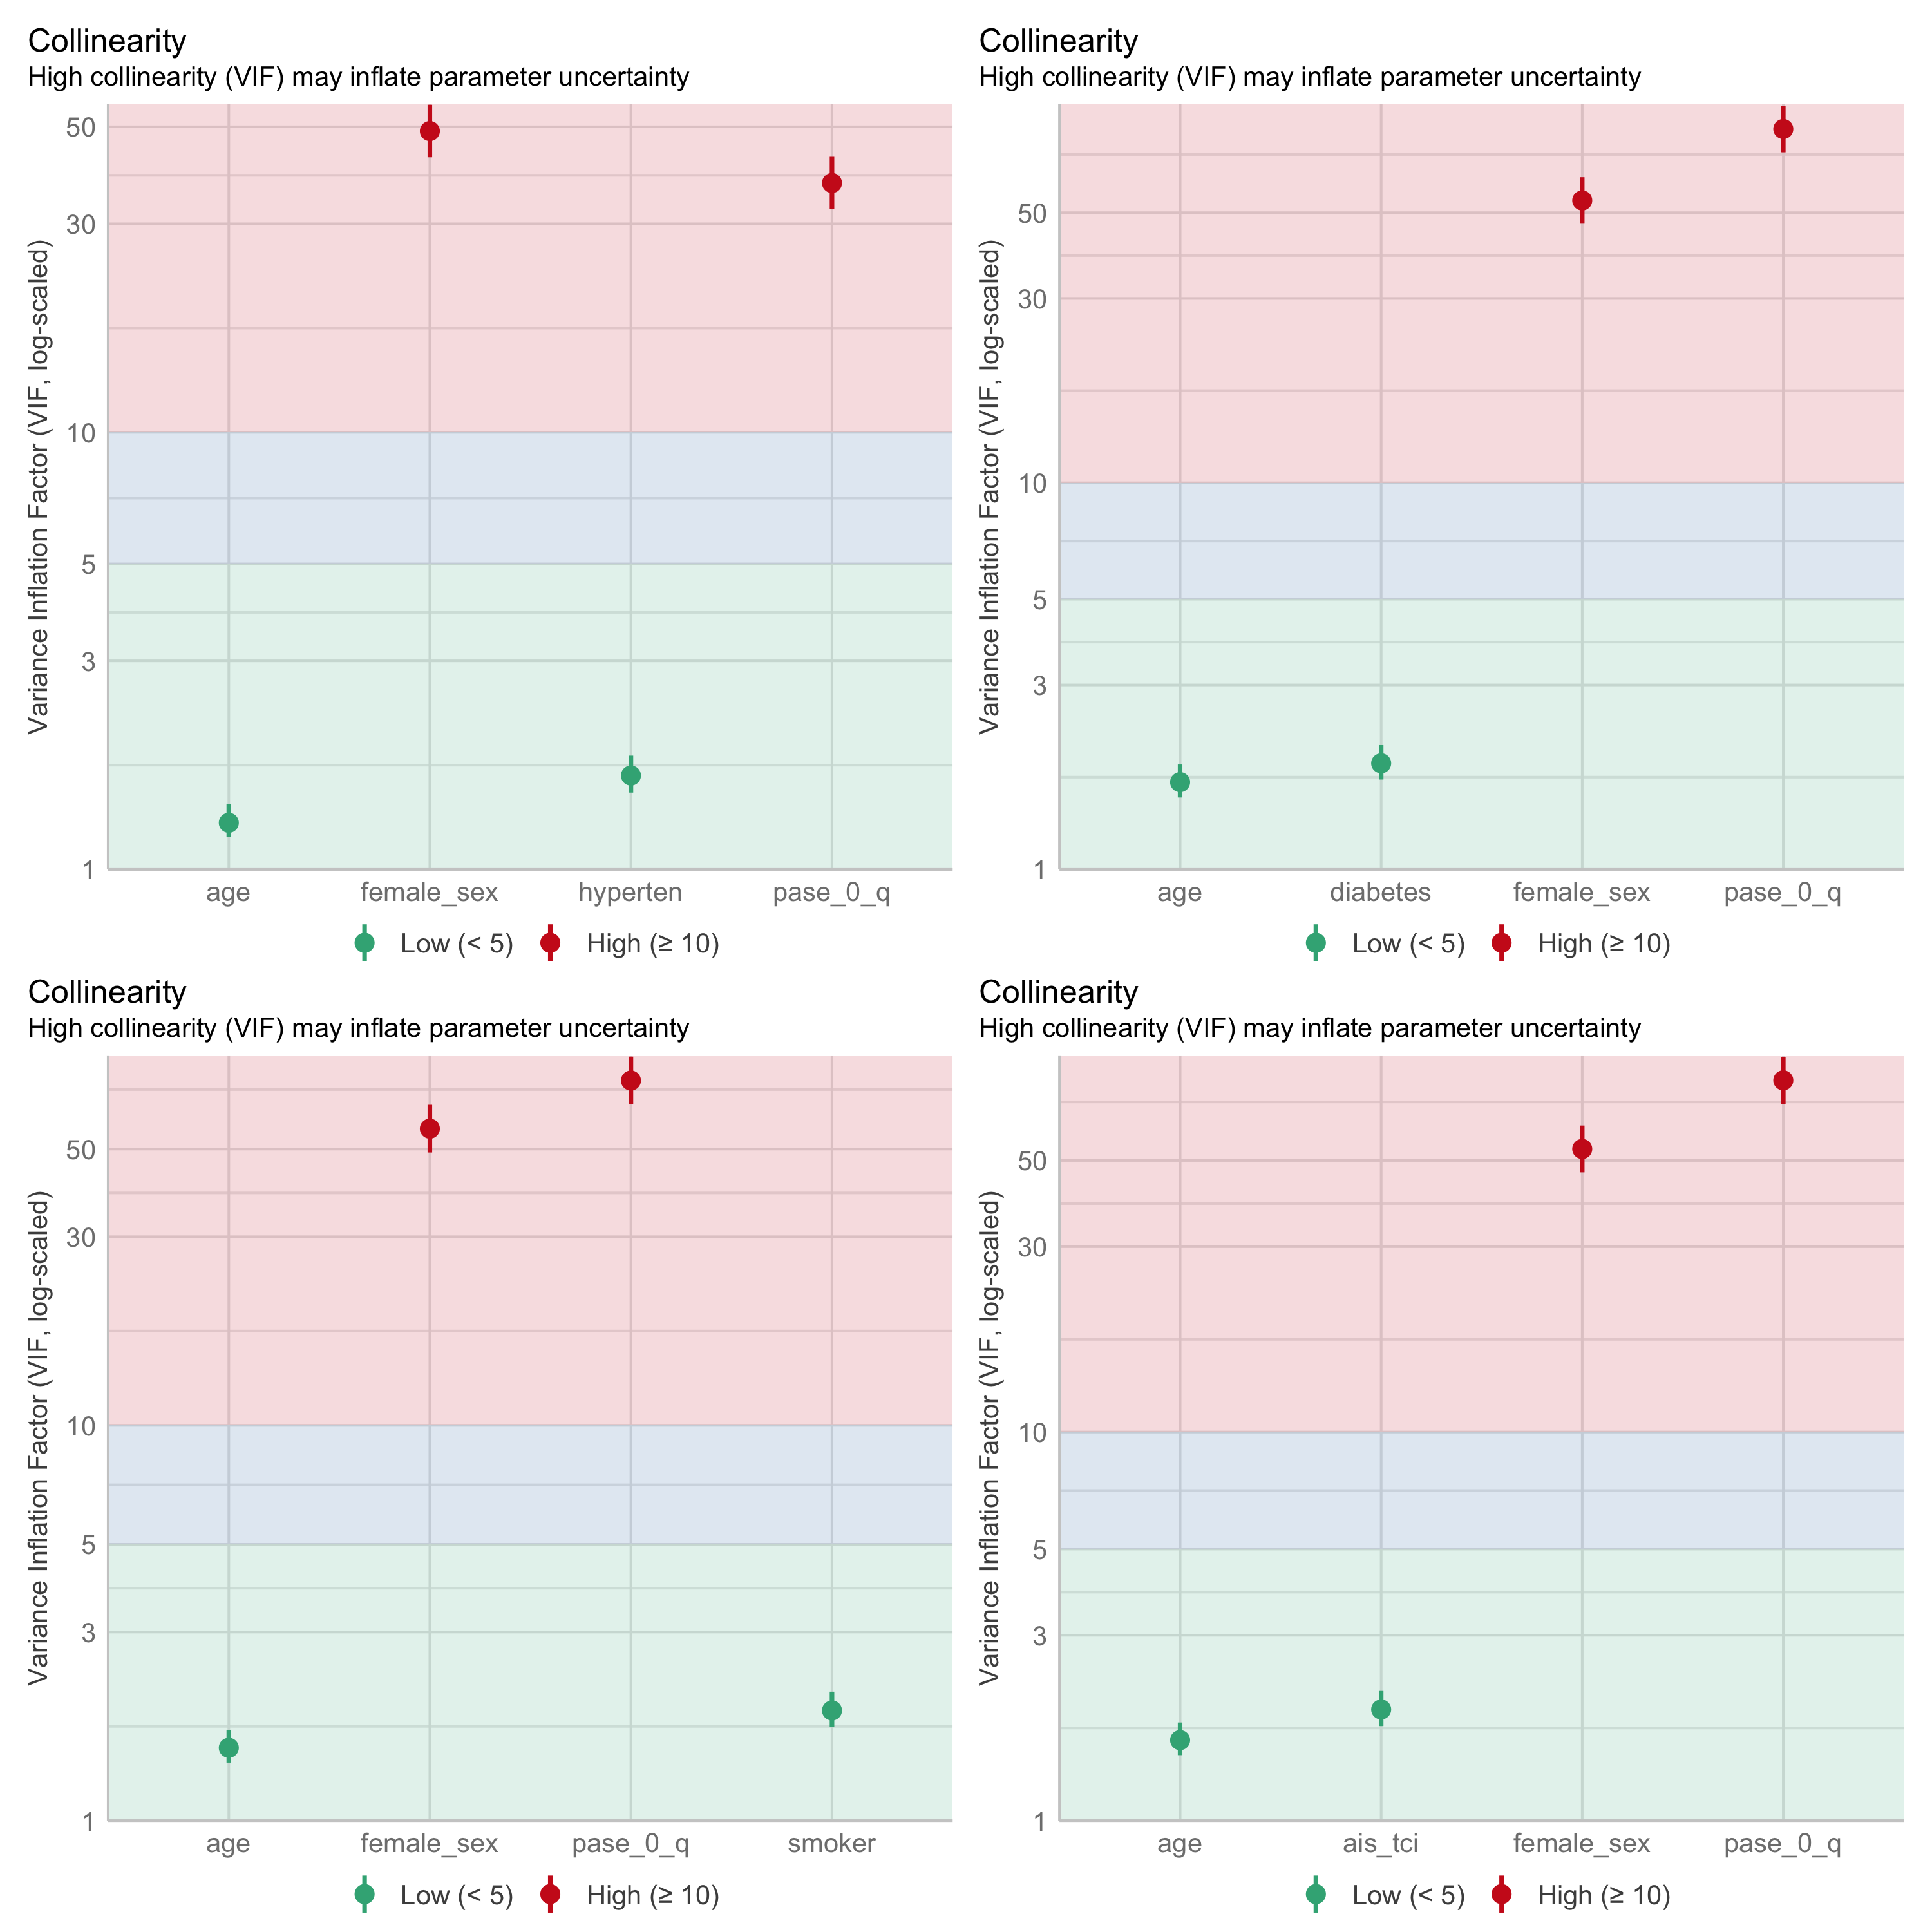 Collinearity
High collinearity (VIF) may inflate parameter uncertainty
Variance Inflation Factor (VIF, log-scaled)
50
30
10
5
3
1
age female_sex hyperten pase_0_q
Low (< 5) High (≥ 10)
Collinearity
High collinearity (VIF) may inflate parameter uncertainty
Variance Inflation Factor (VIF, log-scaled)
50
30
10
5
3
1
age diabetes female_sex pase_0_q
Low (< 5) High (≥ 10)
Collinearity
High collinearity (VIF) may inflate parameter uncertainty
Variance Inflation Factor (VIF, log-scaled)
50
30
10
5
3
1
age female_sex pase_0_q smoker
Low (< 5) High (≥ 10)
Collinearity
High collinearity (VIF) may inflate parameter uncertainty
Variance Inflation Factor (VIF, log-scaled)
50
30
10
5
3
1
age ais_tci female_sex pase_0_q
Low (< 5) High (≥ 10)